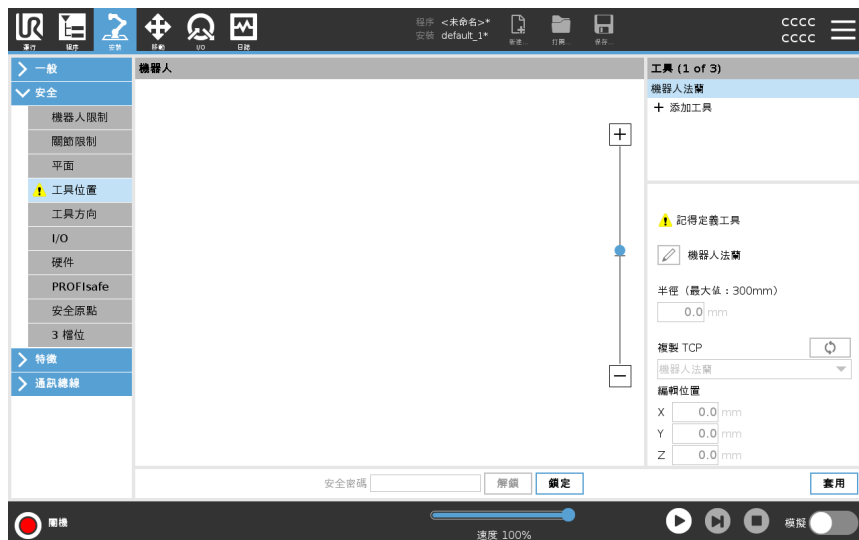 運行
程序
安裝
移動
I/O
日誌
程序 <未命名>*
安裝 default_1*
新建...
打開...
保存...
cccc
cccc
一般
安全
機器人限制
關節限制
平面
工具位置
工具方向
I/O
硬件
PROFIsafe
安全原點
3 檔位
特徵
通訊總線
機器人
工具 (1 of 3)
機器人法蘭
添加工具
記得定義工具
機器人法蘭
半徑（最大值：300mm）
0.0 mm
複製 TCP
機器人法蘭
編輯位置
X 0.0 mm
Y 0.0 mm
Z 0.0 mm
安全密碼
解鎖
鎖定
套用
關機
速度 100%
模擬